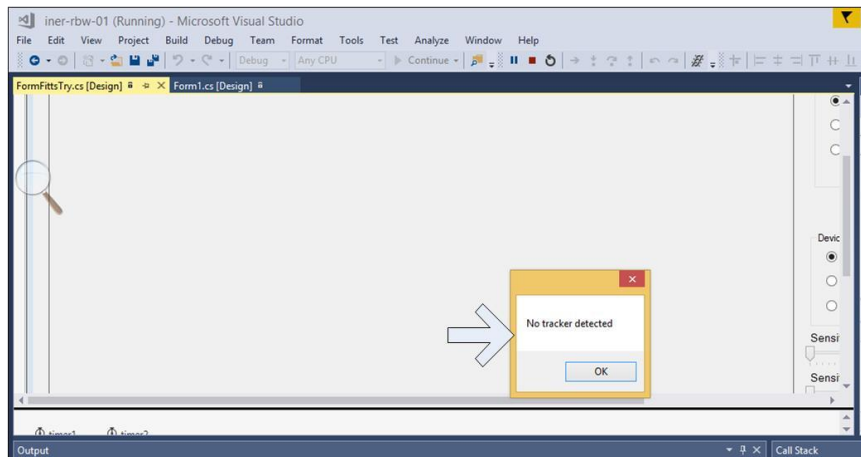 iner-rbw-01 (Running) - Microsoft Visual Studio
File Edit View Project Build Debug Team Format Tools Test Analyze Window Help
Debug Any CPU Continue
FormFittsTry.cs [Design] Form1.cs [Design]
Devic
No tracker detected
Sensi
OK
Sensi
timer1 timer2
Output Call Stack